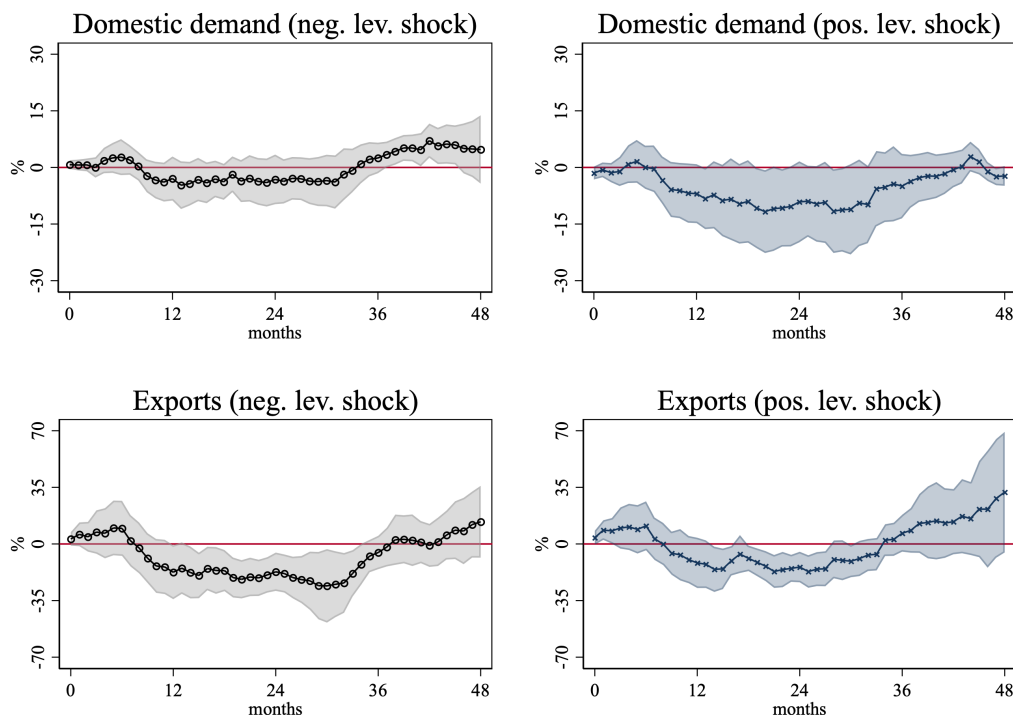 Domestic demand (neg. lev. shock)
%
30
15
0
-15
-30
0 12 24 36 48
months
Domestic demand (pos. lev. shock)
%
30
15
0
-15
-30
0 12 24 36 48
months
Exports (neg. lev. shock)
%
70
35
0
-35
-70
0 12 24 36 48
months
Exports (pos. lev. shock)
%
70
35
0
-35
-70
0 12 24 36 48
months